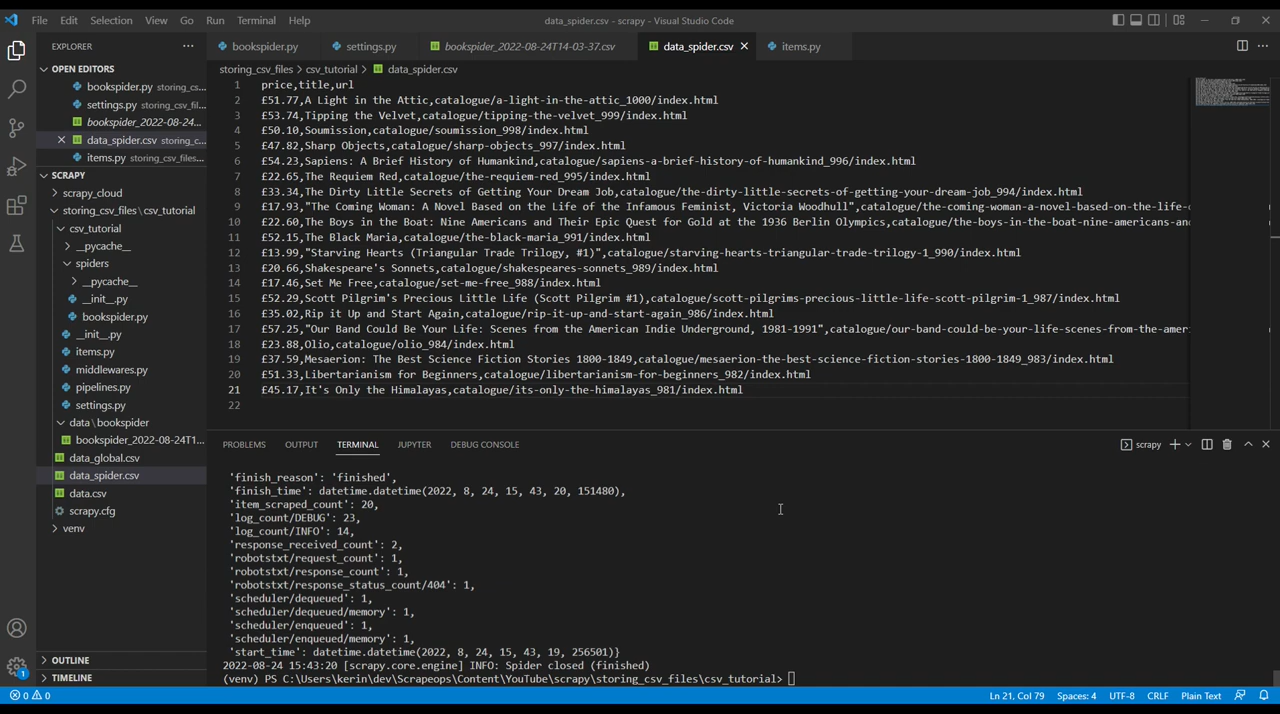 File Edit Selection View Go Run Terminal Help data_spider.csv - scrapy - Visual Studio Code
EXPLORER
bookspider.py settings.py bookspider_2022-08-24T14-03-37.csv data_spider.csv items.py
OPEN EDITORS
bookspider.py storing_cs...
settings.py storing_csv_f...
bookspider_2022-08-24...
data_spider.csv storing_c...
items.py storing_csv_files...
SCRAPY
scrapy_cloud
storing_csv_files\csv_tutorial
csv_tutorial
__pycache__
spiders
__pycache__
__init__.py
bookspider.py
__init__.py
items.py
middlewares.py
pipelines.py
settings.py
data\bookspider
bookspider_2022-08-24T1...
data_global.csv
data_spider.csv
data.csv
scrapy.cfg
venv
OUTLINE
TIMELINE
storing_csv_files > csv_tutorial > data_spider.csv
1 price,title,url
2 £51.77,A Light in the Attic,catalogue/a-light-in-the-attic_1000/index.html
3 £53.74,Tipping the Velvet,catalogue/tipping-the-velvet_999/index.html
4 £50.10,Soumission,catalogue/soumission_998/index.html
5 £47.82,Sharp Objects,catalogue/sharp-objects_997/index.html
6 £54.23,Sapiens: A Brief History of Humankind,catalogue/sapiens-a-brief-history-of-humankind_996/index.html
7 £22.65,The Requiem Red,catalogue/the-requiem-red_995/index.html
8 £33.34,The Dirty Little Secrets of Getting Your Dream Job,catalogue/the-dirty-little-secrets-of-getting-your-dream-job_994/index.html
9 £17.93,"The Coming Woman: A Novel Based on the Life of the Infamous Feminist, Victoria Woodhull",catalogue/the-coming-woman-a-novel-based-on-the-life-o
10 £22.60,The Boys in the Boat: Nine Americans and Their Epic Quest for Gold at the 1936 Berlin Olympics,catalogue/the-boys-in-the-boat-nine-americans-and
11 £52.15,The Black Maria,catalogue/the-black-maria_991/index.html
12 £13.99,"Starving Hearts (Triangular Trade Trilogy, #1)",catalogue/starving-hearts-triangular-trade-trilogy-1_990/index.html
13 £20.66,Shakespeare's Sonnets,catalogue/shakespeares-sonnets_989/index.html
14 £17.46,Set Me Free,catalogue/set-me-free_988/index.html
15 £52.29,Scott Pilgrim's Precious Little Life (Scott Pilgrim #1),catalogue/scott-pilgrims-precious-little-life-scott-pilgrim-1_987/index.html
16 £35.02,Rip it Up and Start Again,catalogue/rip-it-up-and-start-again_986/index.html
17 £57.25,"Our Band Could Be Your Life: Scenes from the American Indie Underground, 1981-1991",catalogue/our-band-could-be-your-life-scenes-from-the-amer
18 £23.88,Olio,catalogue/olio_984/index.html
19 £37.59,Mesaerion: The Best Science Fiction Stories 1800-1849,catalogue/mesaerion-the-best-science-fiction-stories-1800-1849_983/index.html
20 £51.33,Libertarianism for Beginners,catalogue/libertarianism-for-beginners_982/index.html
21 £45.17,It's Only the Himalayas,catalogue/its-only-the-himalayas_981/index.html
22
PROBLEMS OUTPUT TERMINAL JUPYTER DEBUG CONSOLE scrapy
'finish_reason': 'finished',
'finish_time': datetime.datetime(2022, 8, 24, 15, 43, 20, 151480),
'item_scraped_count': 20,
'log_count/DEBUG': 23,
'log_count/INFO': 14,
'response_received_count': 2,
'robotstxt/request_count': 1,
'robotstxt/response_count': 1,
'robotstxt/response_status_count/404': 1,
'scheduler/dequeued': 1,
'scheduler/dequeued/memory': 1,
'scheduler/enqueued': 1,
'scheduler/enqueued/memory': 1,
'start_time': datetime.datetime(2022, 8, 24, 15, 43, 19, 256501)}
2022-08-24 15:43:20 [scrapy.core.engine] INFO: Spider closed (finished)
(venv) PS C:\Users\kerin\dev\Scrapeops\Content\YouTube\scrapy\storing_csv_files\csv_tutorial>
1
0 0 Ln 21, Col 79 Spaces: 4 UTF-8 CRLF Plain Text